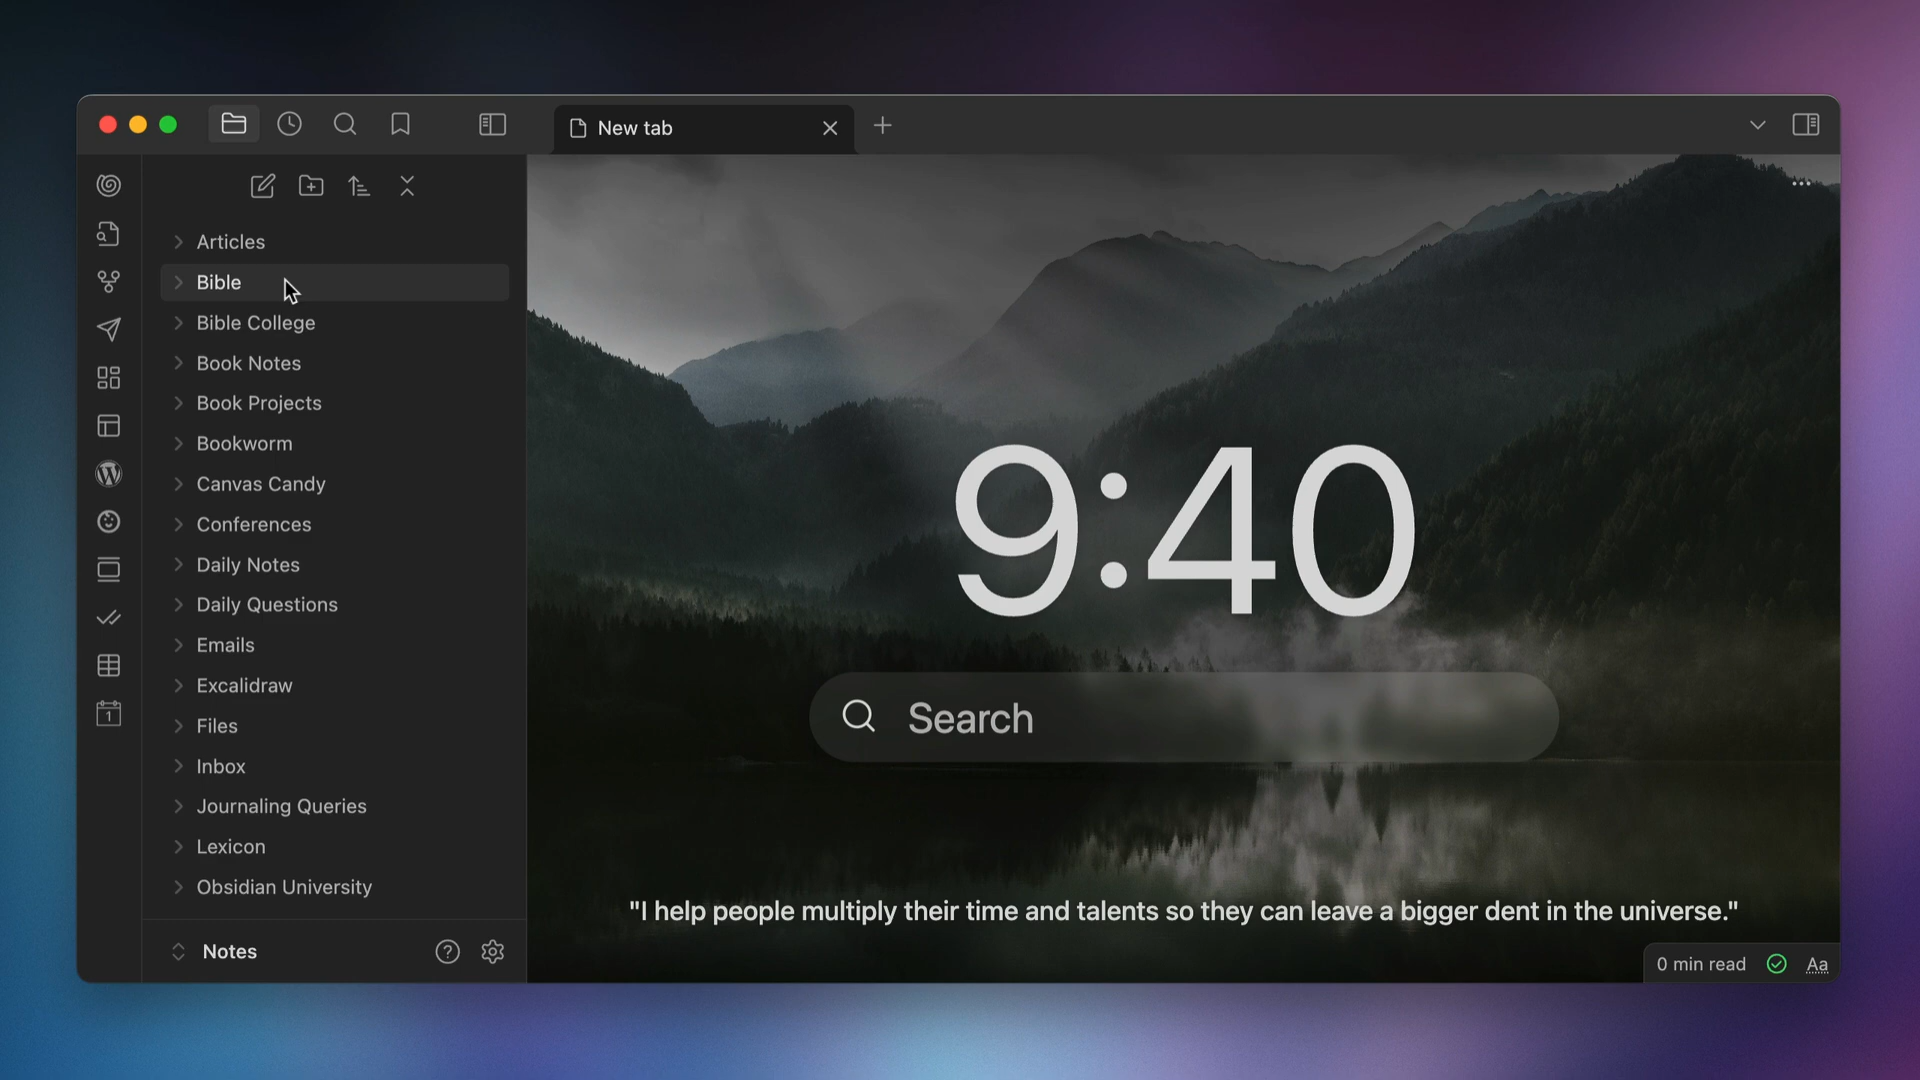 New tab
Articles
Bible
Bible College
Book Notes
Book Projects
Bookworm
Canvas Candy
Conferences
Daily Notes
Daily Questions
Emails
Excalidraw
Files
Inbox
Journaling Queries
Lexicon
Obsidian University
Notes
1
9:40
Search
"I help people multiply their time and talents so they can leave a bigger dent in the universe."
0 min read
Aa